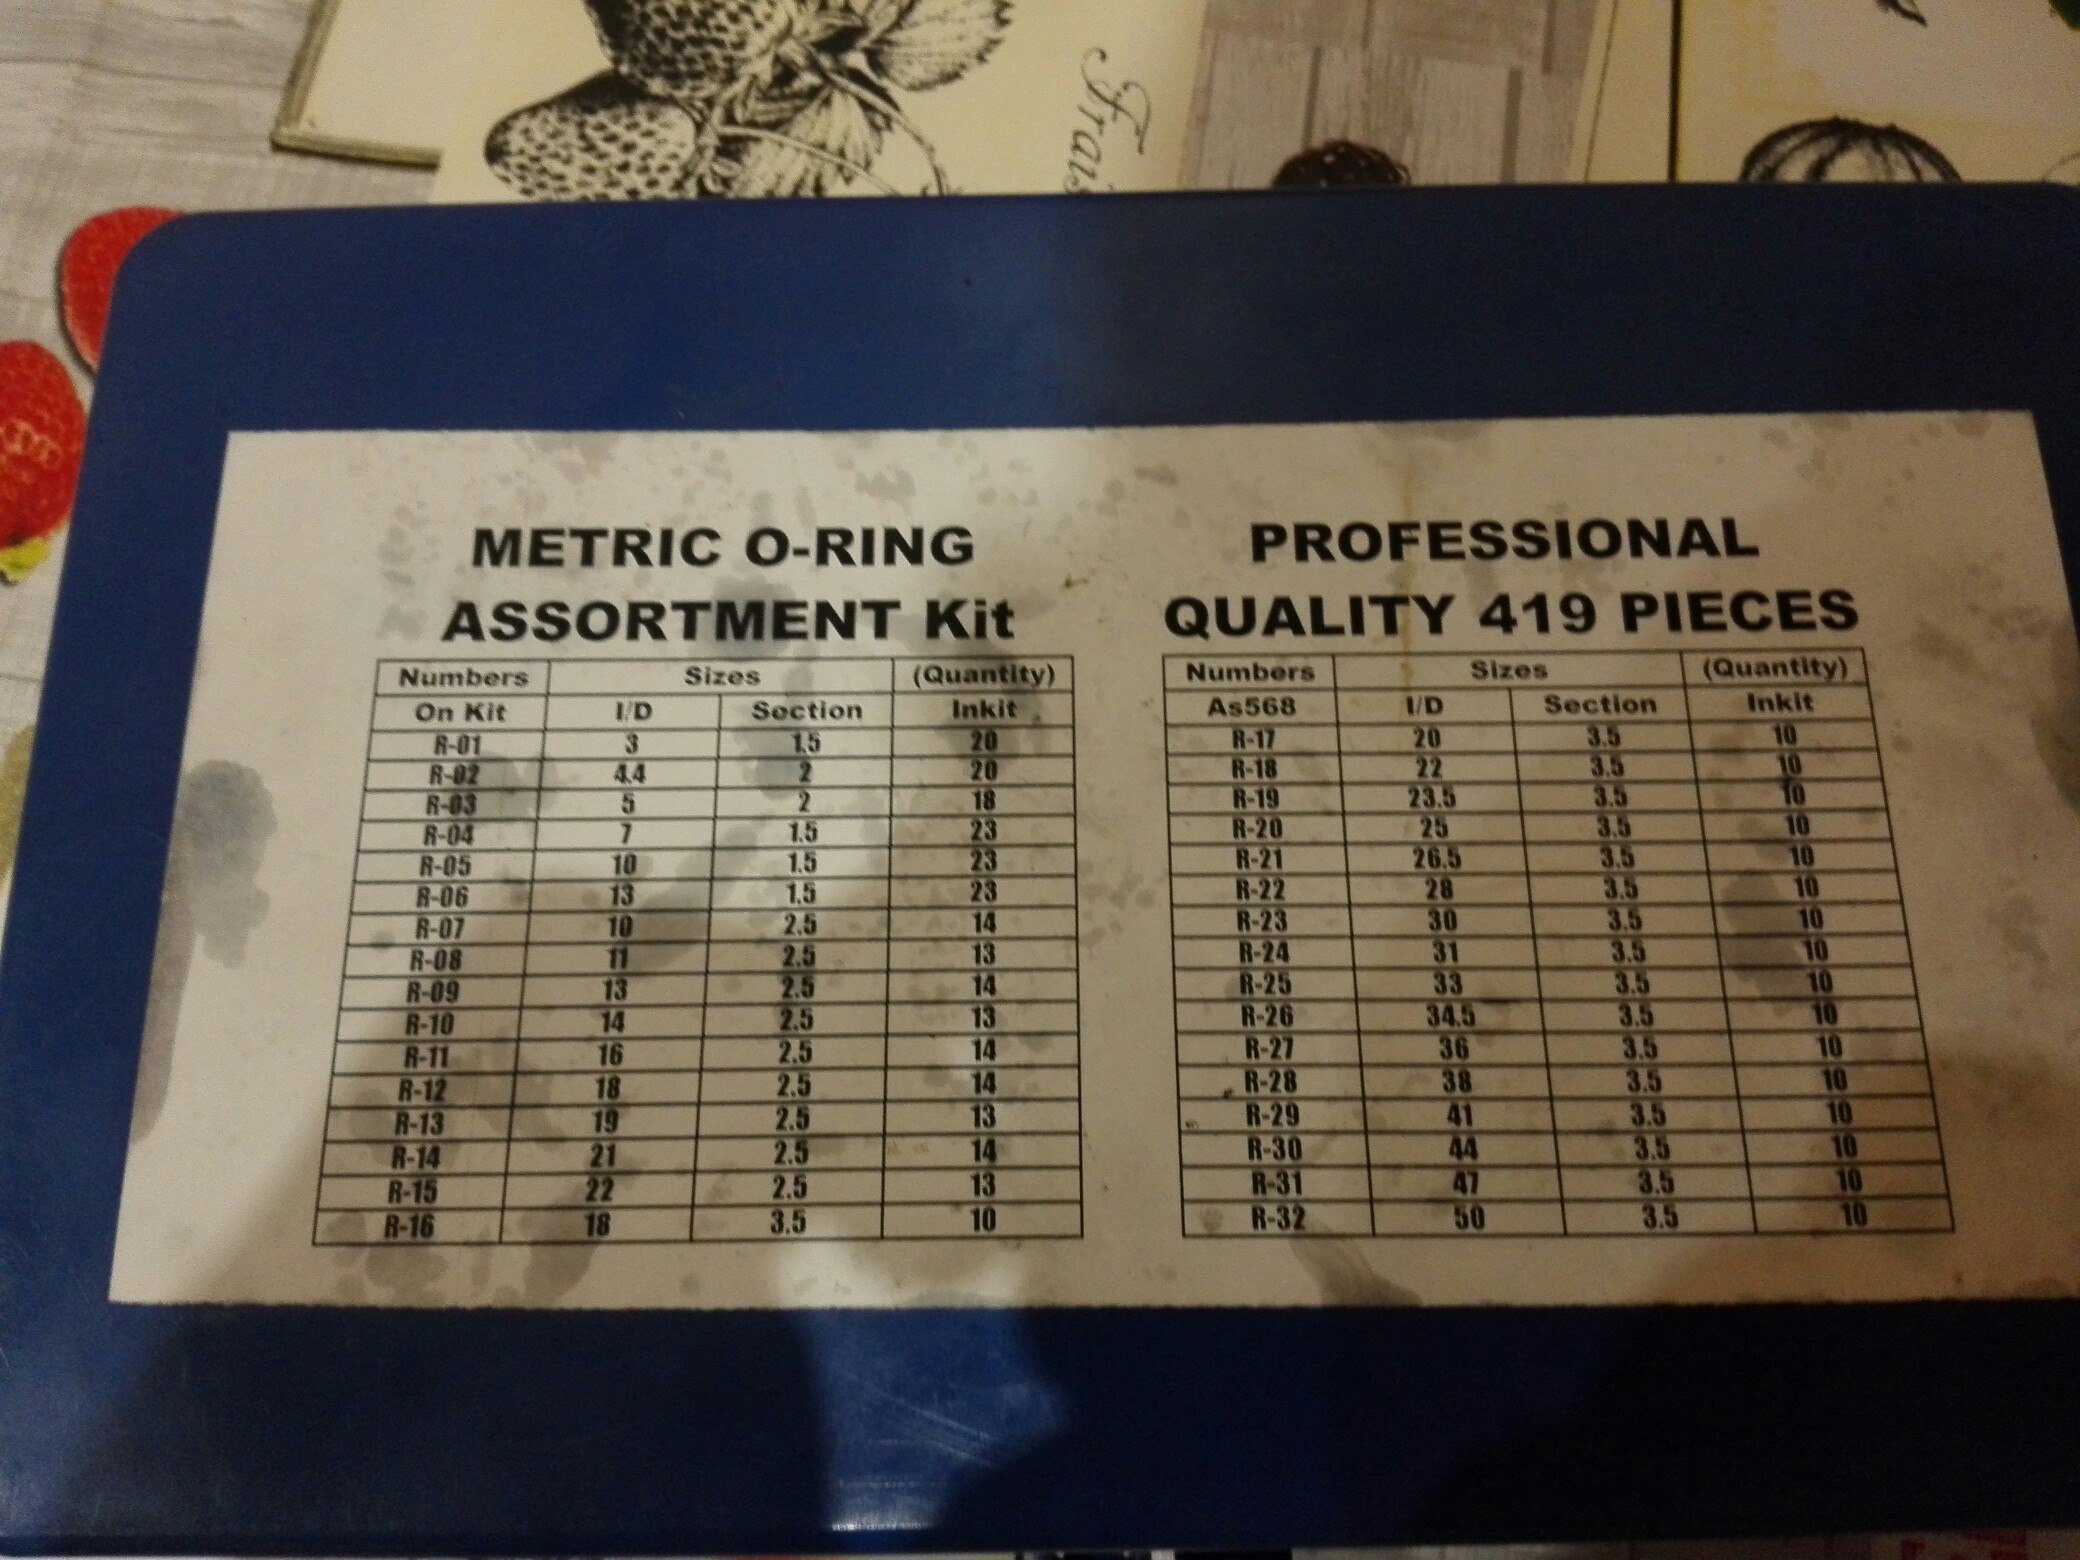 Frais
METRIC O-RING
ASSORTMENT Kit
Numbers Sizes (Quantity)
On Kit I/D Section Inkit
R-01 3 1.5 20
R-02 4.4 2 20
R-03 5 2 18
R-04 7 1.5 23
R-05 10 1.5 23
R-06 13 1.5 23
R-07 10 2.5 14
R-08 11 2.5 13
R-09 13 2.5 14
R-10 14 2.5 13
R-11 16 2.5 14
R-12 18 2.5 14
R-13 19 2.5 13
R-14 21 2.5 14
R-15 22 2.5 13
R-16 18 3.5 10
PROFESSIONAL
QUALITY 419 PIECES
Numbers Sizes (Quantity)
As568 I/D Section Inkit
R-17 20 3.5 10
R-18 22 3.5 10
R-19 23.5 3.5 10
R-20 25 3.5 10
R-21 26.5 3.5 10
R-22 28 3.5 10
R-23 30 3.5 10
R-24 31 3.5 10
R-25 33 3.5 10
R-26 34.5 3.5 10
R-27 36 3.5 10
R-28 38 3.5 10
R-29 41 3.5 10
R-30 44 3.5 10
R-31 47 3.5 10
R-32 50 3.5 10